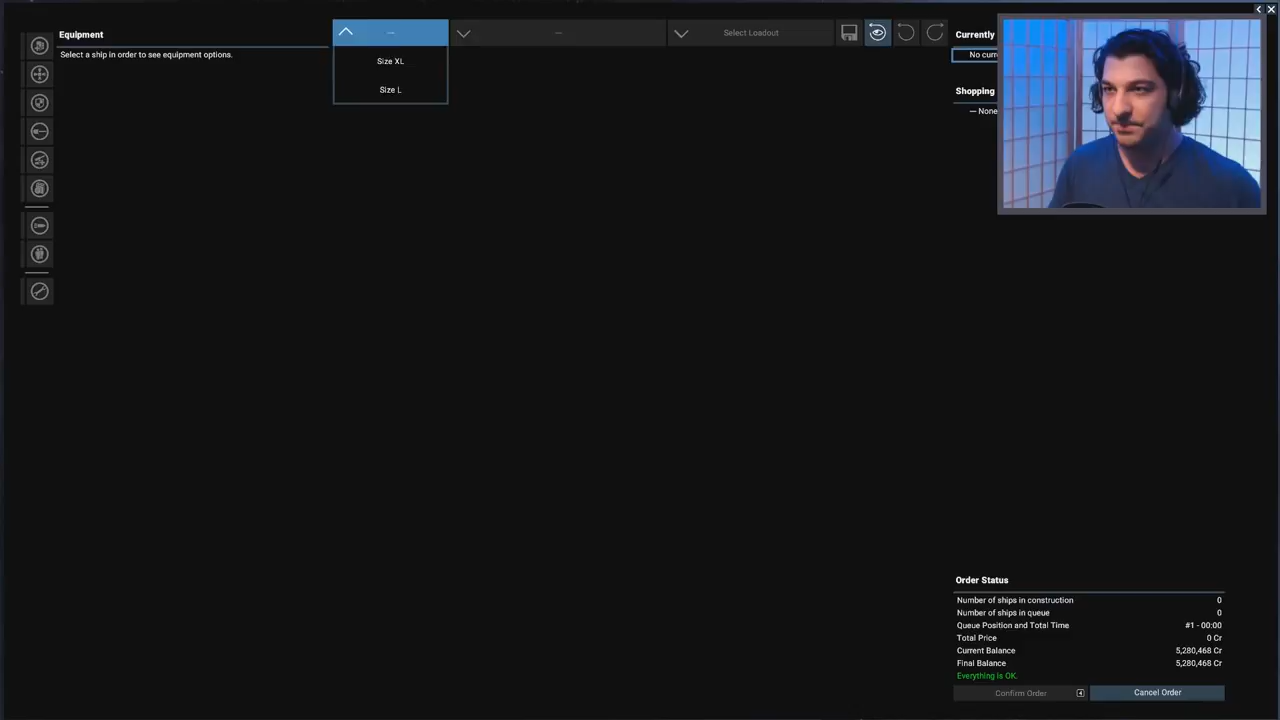 Equipment
Select a ship in order to see equipment options.
Size XL
Size L
Select Loadout
Currently
No curr
Shopping
— None
Order Status
Number of ships in construction 0
Number of ships in queue 0
Queue Position and Total Time #1 - 00:00
Total Price 0 Cr
Current Balance 5,280,468 Cr
Final Balance 5,280,468 Cr
Everything is OK.
Confirm Order
Cancel Order